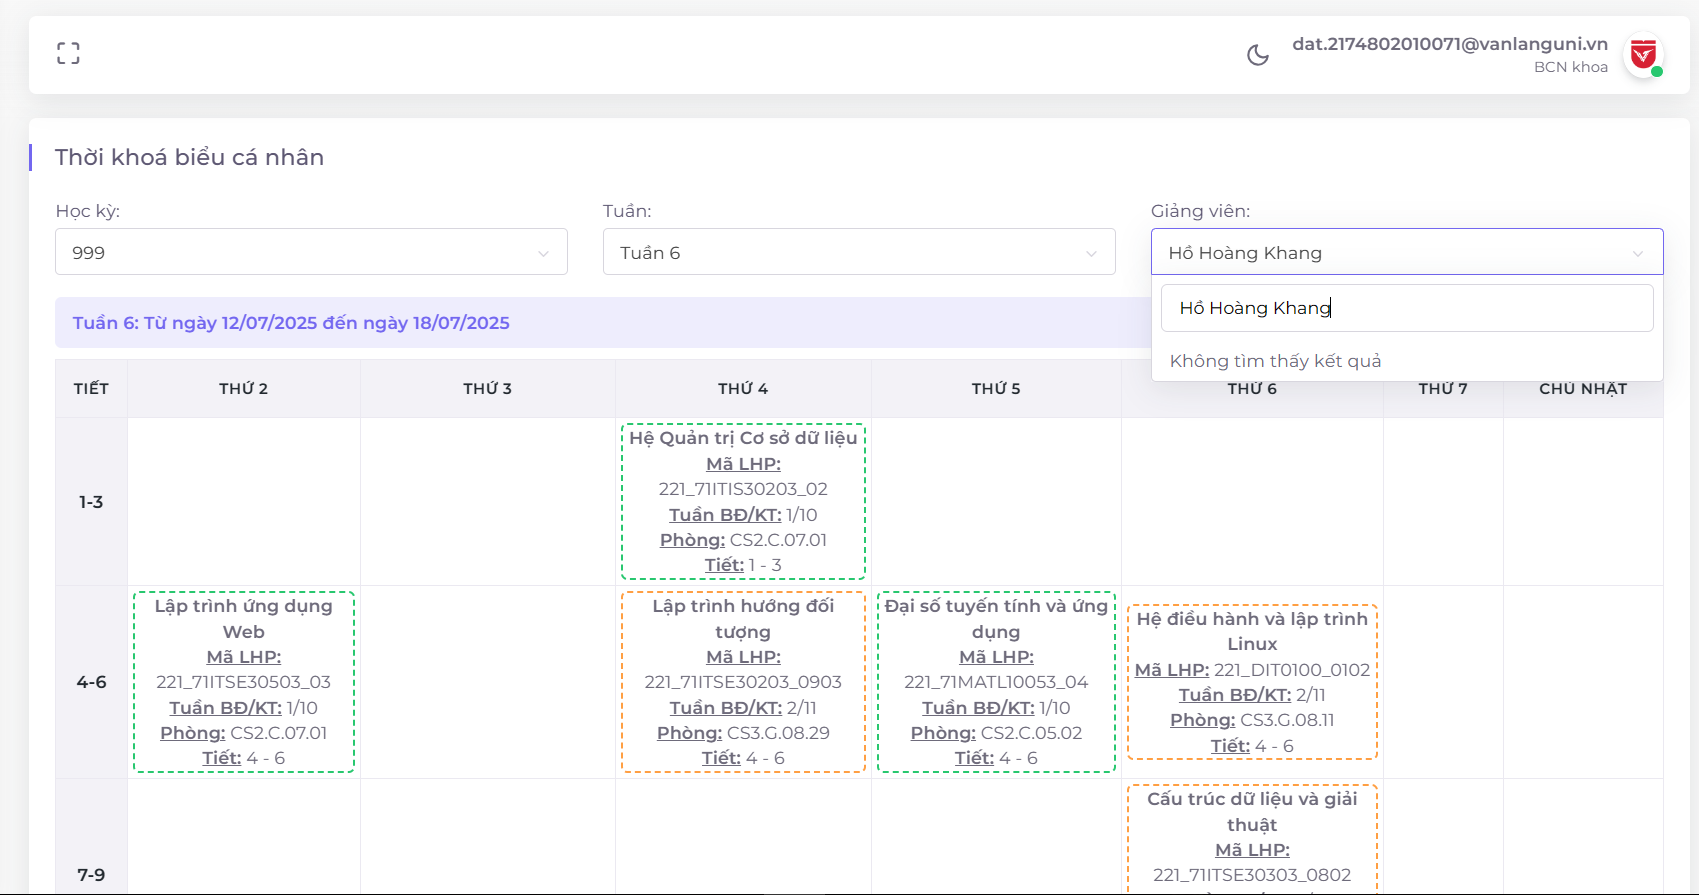 dat.2174802010071@vanlanguni.vn
BCN khoa
Thời khoá biểu cá nhân
Học kỳ:
Tuần:
Giảng viên:
999
Tuần 6
Hồ Hoàng Khang
Hồ Hoàng Khang
Không tìm thấy kết quả
Tuần 6: Từ ngày 12/07/2025 đến ngày 18/07/2025
TIẾT
THỨ 2
THỨ 3
THỨ 4
THỨ 5
THỨ 6
THỨ 7
CHỦ NHẬT
1-3
Hệ Quản trị Cơ sở dữ liệu
Mã LHP:
221_71ITIS30203_02
Tuần BĐ/KT: 1/10
Phòng: CS2.C.07.01
Tiết: 1 - 3
4-6
Lập trình ứng dụng
Web
Mã LHP:
221_71ITSE30503_03
Tuần BĐ/KT: 1/10
Phòng: CS2.C.07.01
Tiết: 4 - 6
Lập trình hướng đối
tượng
Mã LHP:
221_71ITSE30203_0903
Tuần BĐ/KT: 2/11
Phòng: CS3.G.08.29
Tiết: 4 - 6
Đại số tuyến tính và ứng
dụng
Mã LHP:
221_71MATL10053_04
Tuần BĐ/KT: 1/10
Phòng: CS2.C.05.02
Tiết: 4 - 6
Hệ điều hành và lập trình
Linux
Mã LHP: 221_DIT0100_0102
Tuần BĐ/KT: 2/11
Phòng: CS3.G.08.11
Tiết: 4 - 6
7-9
Cấu trúc dữ liệu và giải
thuật
Mã LHP:
221_71ITSE30303_0802